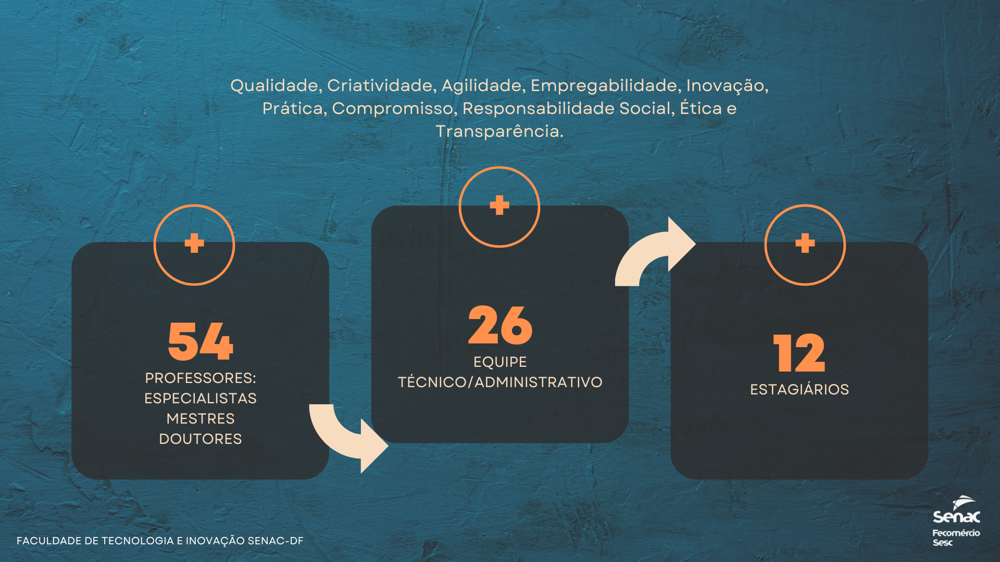 Qualidade, Criatividade, Agilidade, Empregabilidade, Inovação,
Prática, Compromisso, Responsabilidade Social, Ética e
Transparência.
54
PROFESSORES:
ESPECIALISTAS
MESTRES
DOUTORES
26
EQUIPE
TÉCNICO/ADMINISTRATIVO
12
ESTAGIÁRIOS
FACULDADE DE TECNOLOGIA E INOVAÇÃO SENAC-DF
Senac
Fecomércio
Sesc